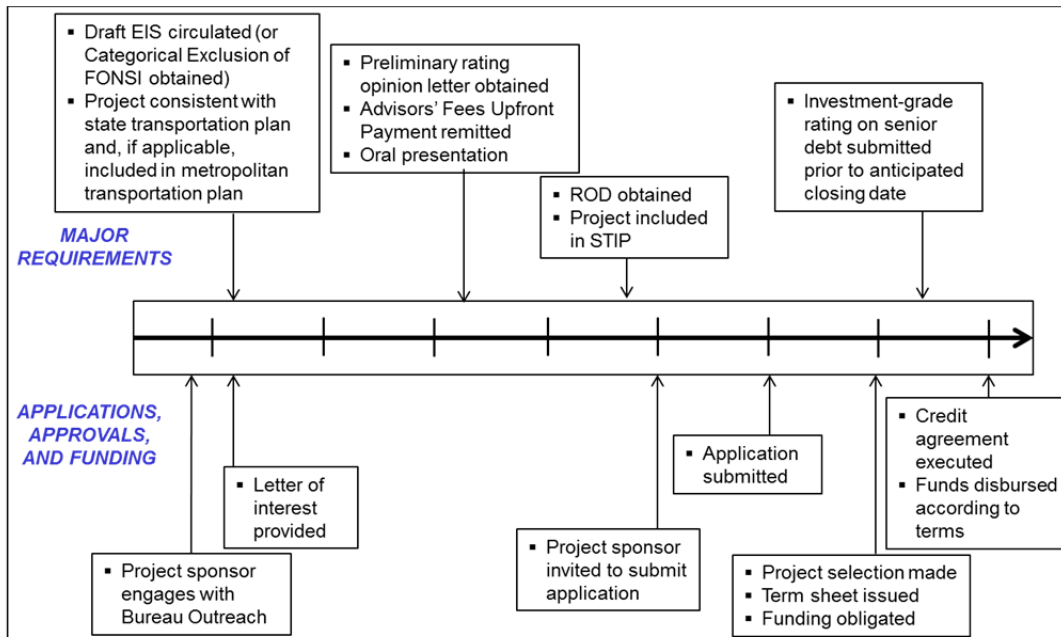 ▪ Draft EIS circulated (or
Categorical Exclusion of
FONSI obtained)
▪ Project consistent with
state transportation plan
and, if applicable,
included in metropolitan
transportation plan
▪ Preliminary rating
opinion letter obtained
▪ Advisors' Fees Upfront
Payment remitted
▪ Oral presentation
▪ ROD obtained
▪ Project included
in STIP
▪ Investment-grade
rating on senior
debt submitted
prior to anticipated
closing date
MAJOR
REQUIREMENTS
APPLICATIONS,
APPROVALS,
AND FUNDING
▪ Project sponsor
engages with
Bureau Outreach
▪ Letter of
interest
provided
▪ Project sponsor
invited to submit
application
▪ Application
submitted
▪ Project selection made
▪ Term sheet issued
▪ Funding obligated
▪ Credit
agreement
executed
▪ Funds disbursed
according to
terms